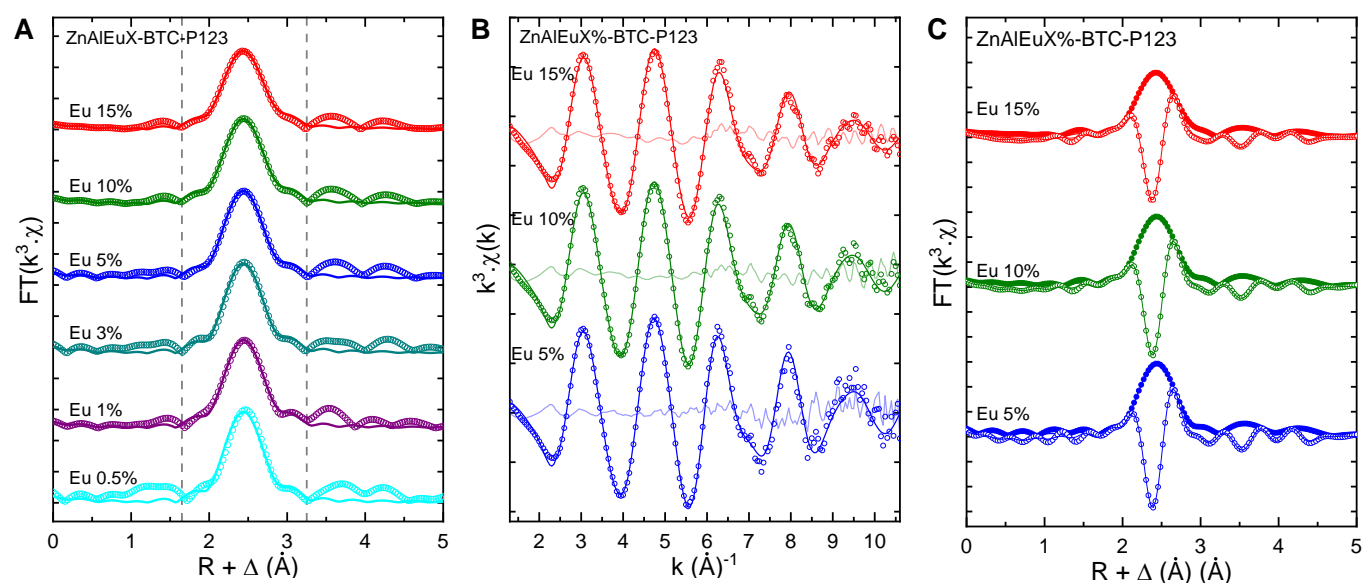 A
ZnAlEuX-BTC-P123
Eu 15%
Eu 10%
Eu 5%
Eu 3%
Eu 1%
Eu 0.5%
FT(k³.χ)
0 1 2 3 4 5
R + Δ (Å)
B
ZnAlEuX%-BTC-P123
Eu 15%
Eu 10%
Eu 5%
k³.χ(k)
2 3 4 5 6 7 8 9 10
k (Å)⁻¹
C
ZnAlEuX%-BTC-P123
Eu 15%
Eu 10%
Eu 5%
FT(k³.χ)
0 1 2 3 4 5
R + Δ (Å) (Å)